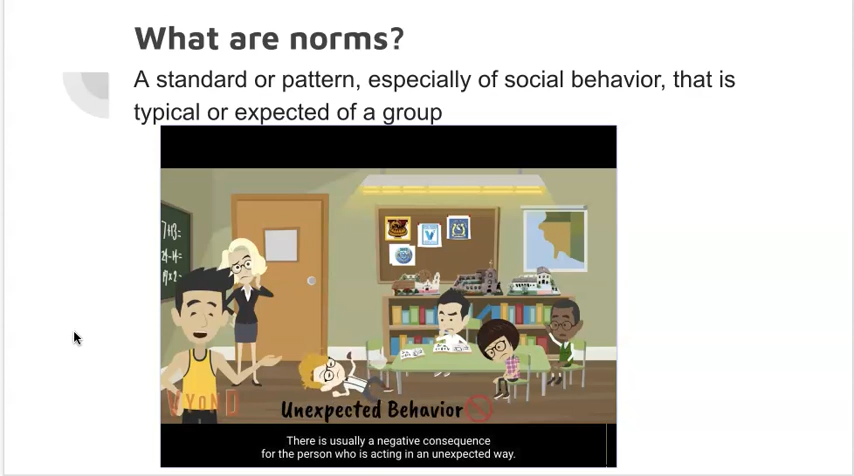 What are norms?
A standard or pattern, especially of social behavior, that is
typical or expected of a group
VYOND
Unexpected Behavior
There is usually a negative consequence
for the person who is acting in an unexpected way.